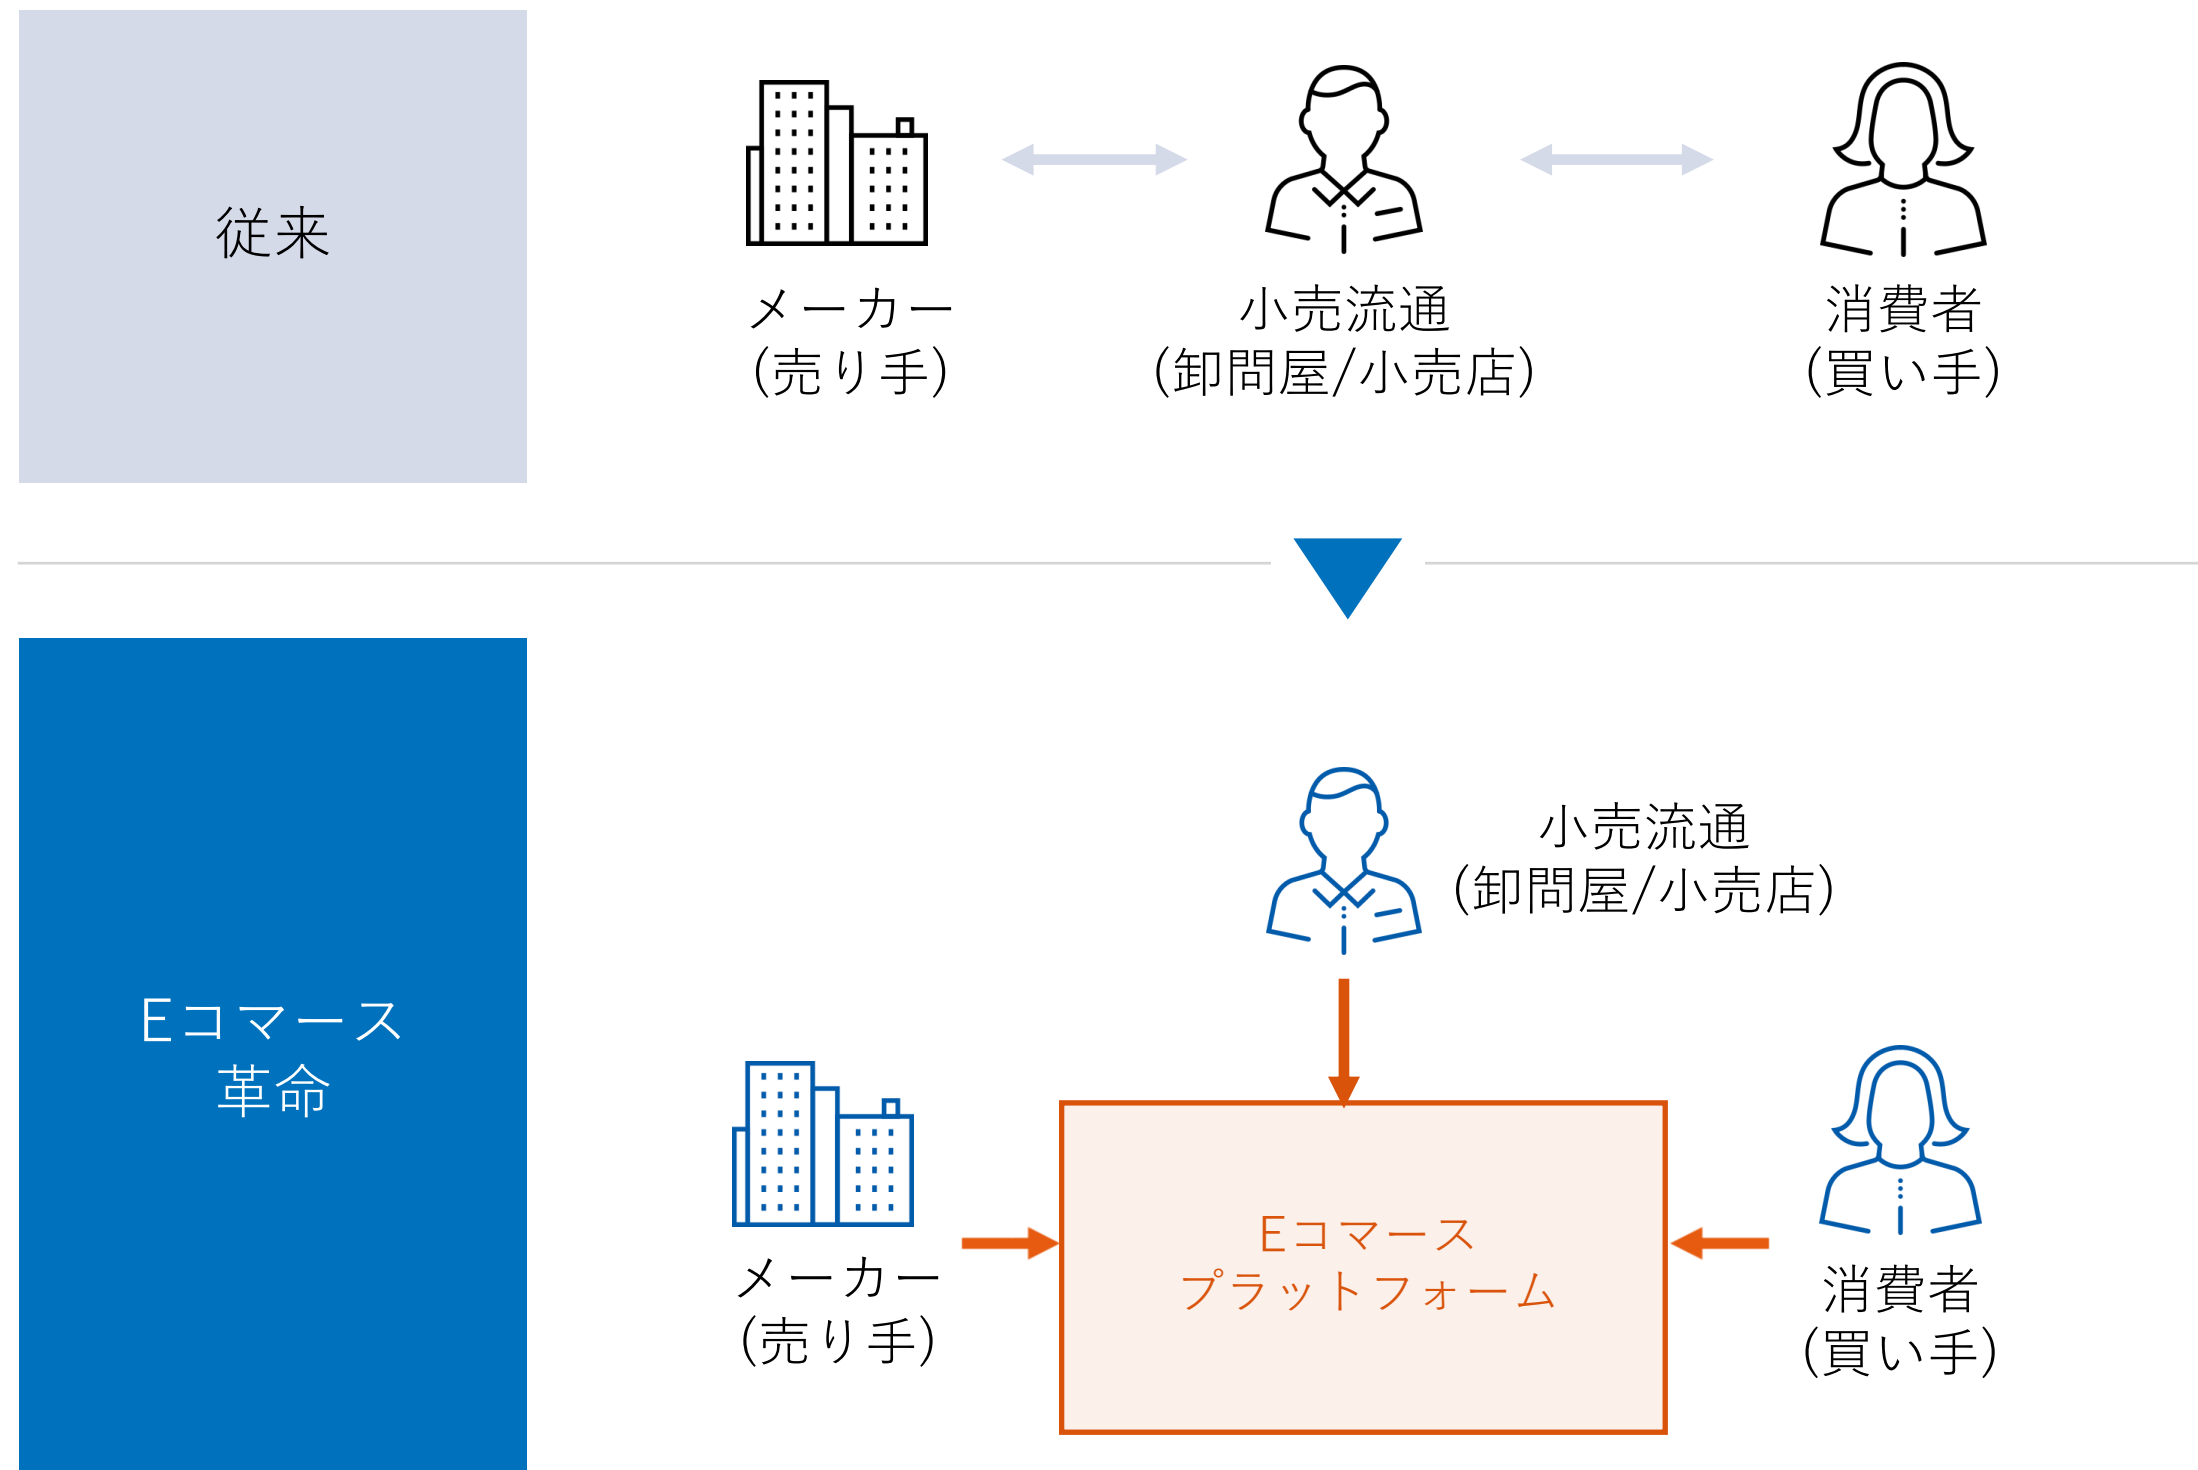 従来
メーカー
(売り手)
小売流通
(卸問屋/小売店)
消費者
(買い手)
Eコマース
革命
小売流通
(卸問屋/小売店)
メーカー
(売り手)
Eコマース
プラットフォーム
消費者
(買い手)